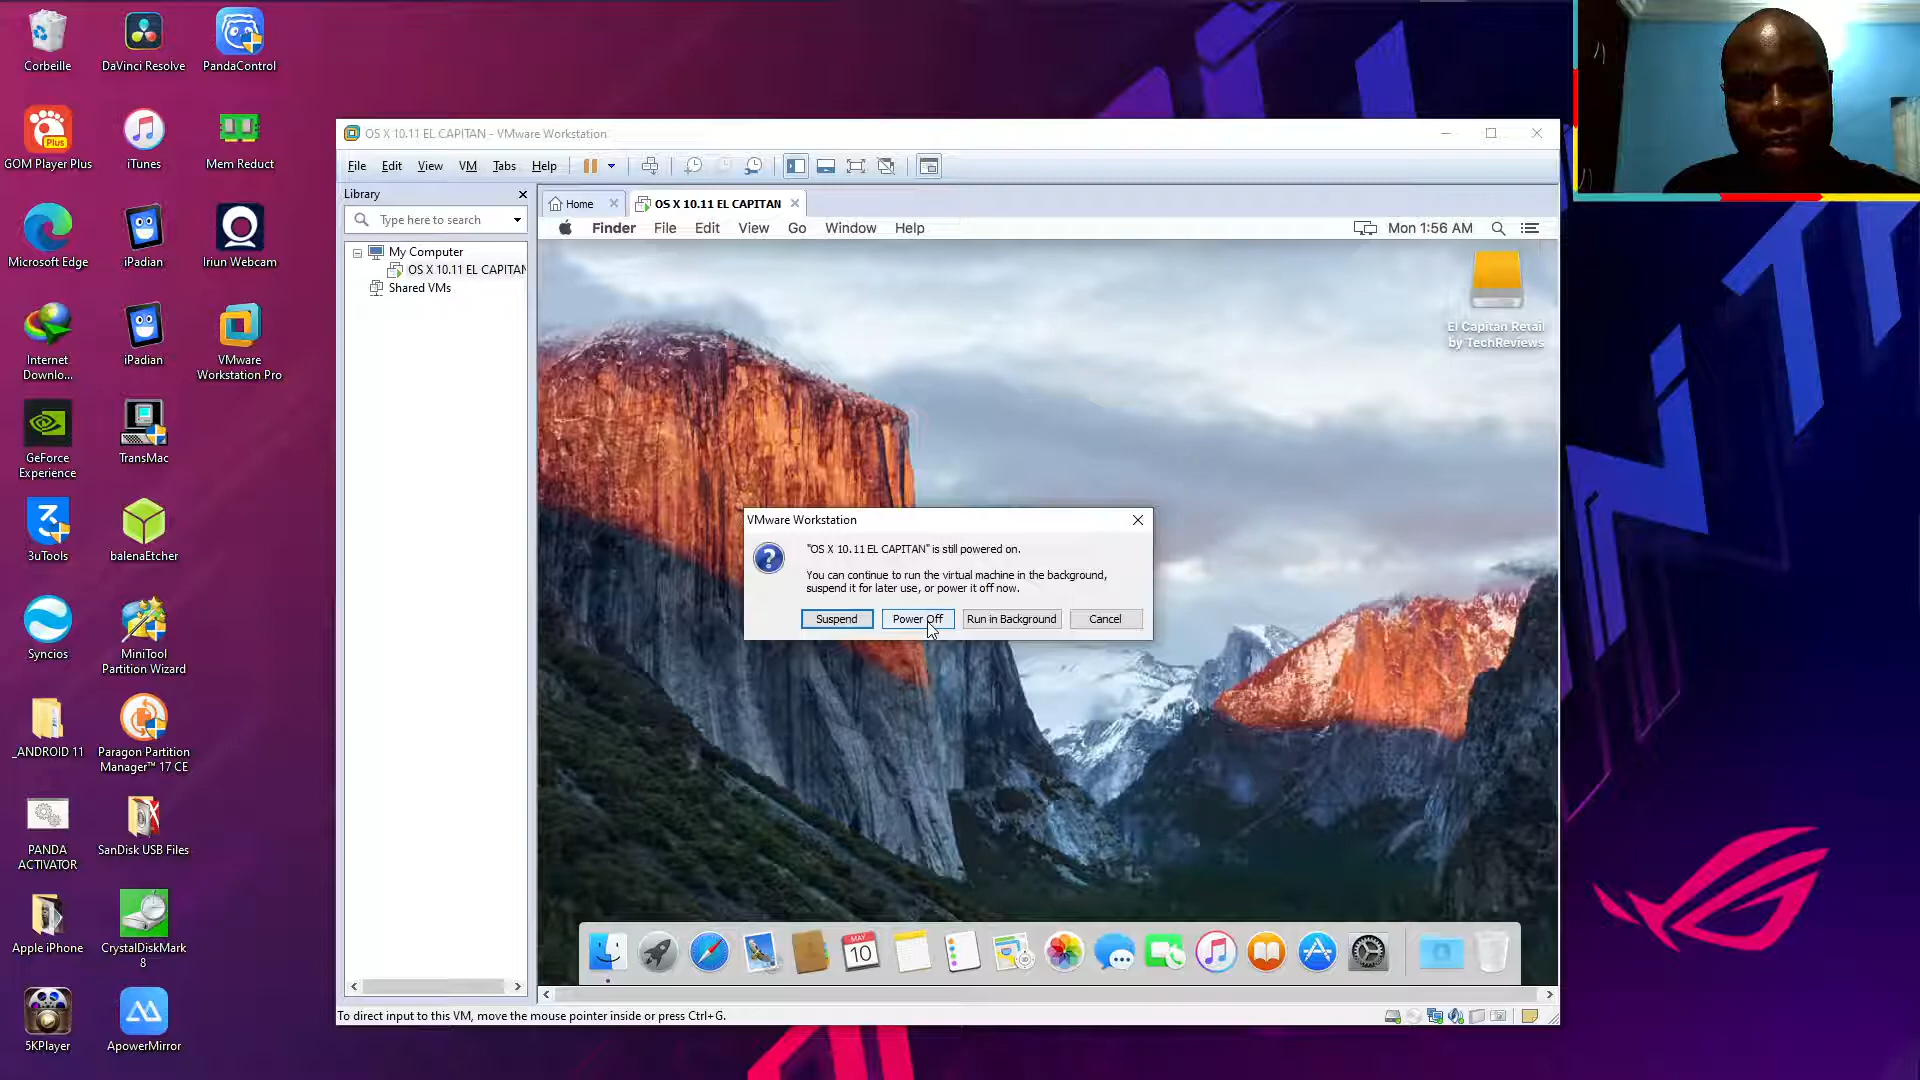 Corbeille
DaVinci Resolve
PandaControl
GOM Player Plus
iTunes
Mem Reduct
Microsoft Edge
iPadian
Iriun Webcam
Internet
Downlo...
iPadian
VMware
Workstation Pro
GeForce
Experience
TransMac
3uTools
balenaEtcher
Syncios
MiniTool
Partition Wizard
_ANDROID 11
Paragon Partition
Manager™ 17 CE
PANDA
ACTIVATOR
SanDisk USB Files
Apple iPhone
CrystalDiskMark
8
5KPlayer
ApowerMirror
OS X 10.11 EL CAPITAN - VMware Workstation
File Edit View VM Tabs Help
Library
Type here to search
My Computer
OS X 10.11 EL CAPITAN
Shared VMs
Home
OS X 10.11 EL CAPITAN
Finder File Edit View Go Window Help
Mon 1:56 AM
El Capitan Retail
by TechReviews
VMware Workstation
"OS X 10.11 EL CAPITAN" is still powered on.
You can continue to run the virtual machine in the background,
suspend it for later use, or power it off now.
Suspend Power Off Run in Background Cancel
MAY
10
To direct input to this VM, move the mouse pointer inside or press Ctrl+G.